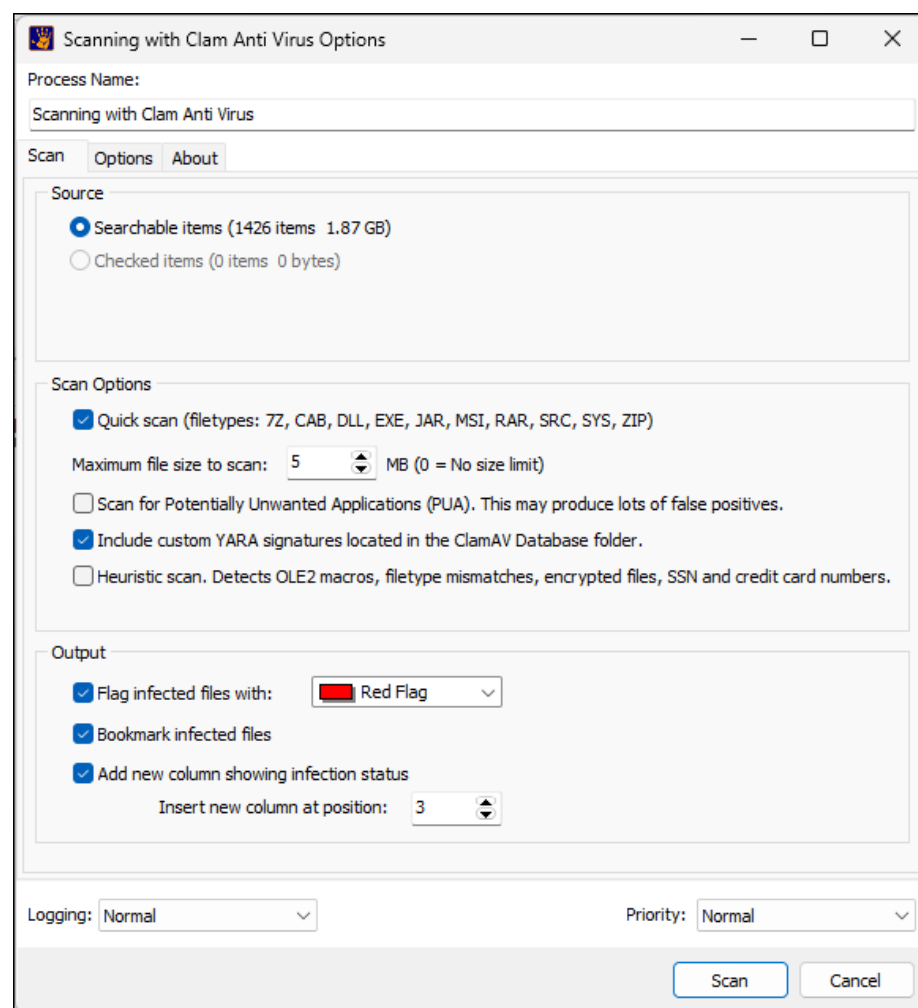 Scanning with Clam Anti Virus Options
Process Name:
Scanning with Clam Anti Virus
Scan Options About
Source
Searchable items (1426 items 1.87 GB)
Checked items (0 items 0 bytes)
Scan Options
Quick scan (filetypes: 7Z, CAB, DLL, EXE, JAR, MSI, RAR, SRC, SYS, ZIP)
Maximum file size to scan: 5 MB (0 = No size limit)
Scan for Potentially Unwanted Applications (PUA). This may produce lots of false positives.
Include custom YARA signatures located in the ClamAV Database folder.
Heuristic scan. Detects OLE2 macros, filetype mismatches, encrypted files, SSN and credit card numbers.
Output
Flag infected files with: Red Flag
Bookmark infected files
Add new column showing infection status
Insert new column at position: 3
Logging: Normal Priority: Normal
Scan Cancel